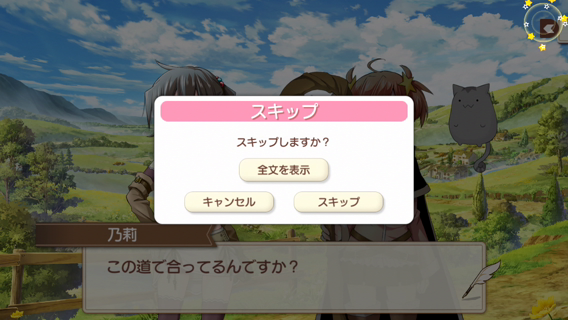 スキップ
スキップしますか？
全文を表示
キャンセル
スキップ
乃莉
この道で合ってるんですか？